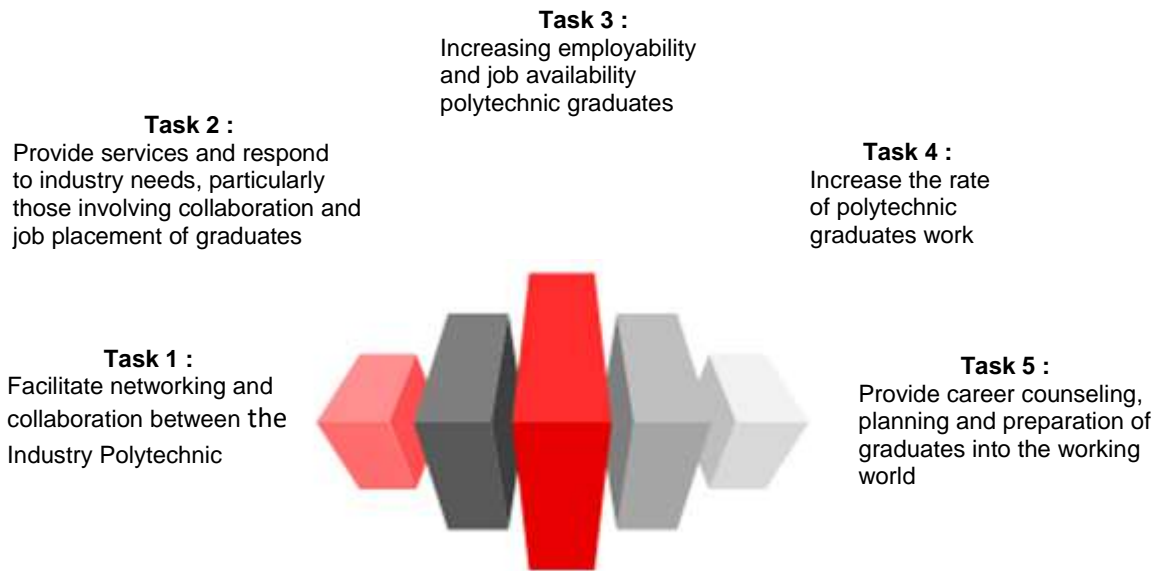 Task 1 :
Facilitate networking and
collaboration between the
Industry Polytechnic
Task 2 :
Provide services and respond
to industry needs, particularly
those involving collaboration and
job placement of graduates
Task 3 :
Increasing employability
and job availability
polytechnic graduates
Task 4 :
Increase the rate
of polytechnic
graduates work
Task 5 :
Provide career counseling,
planning and preparation of
graduates into the working
world